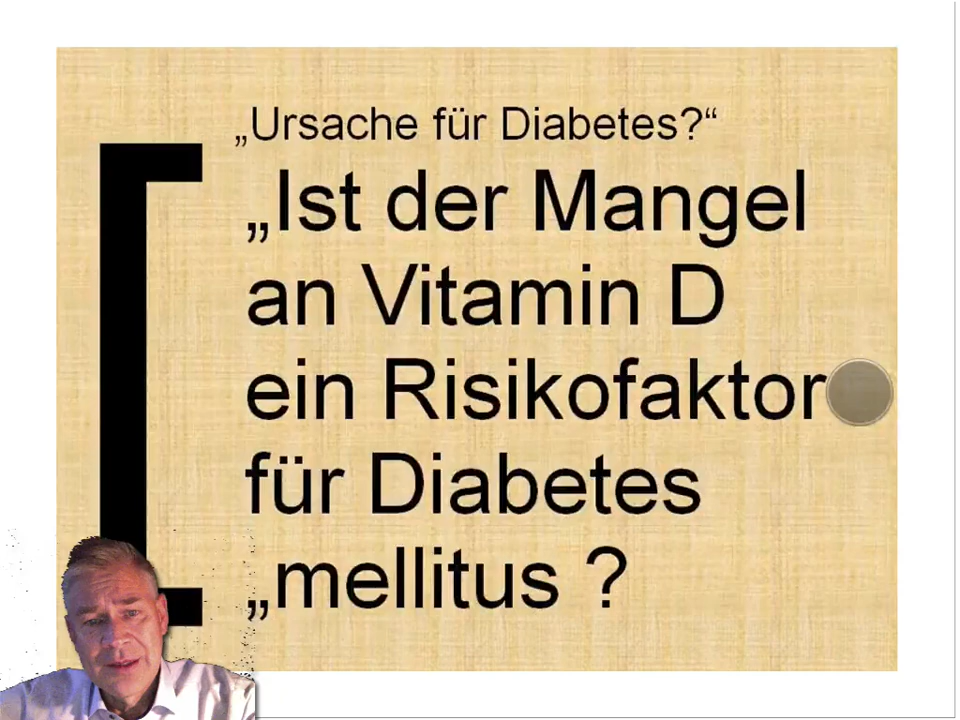 „Ursache für Diabetes?“
„Ist der Mangel
an Vitamin D
ein Risikofaktor
für Diabetes
„mellitus ?